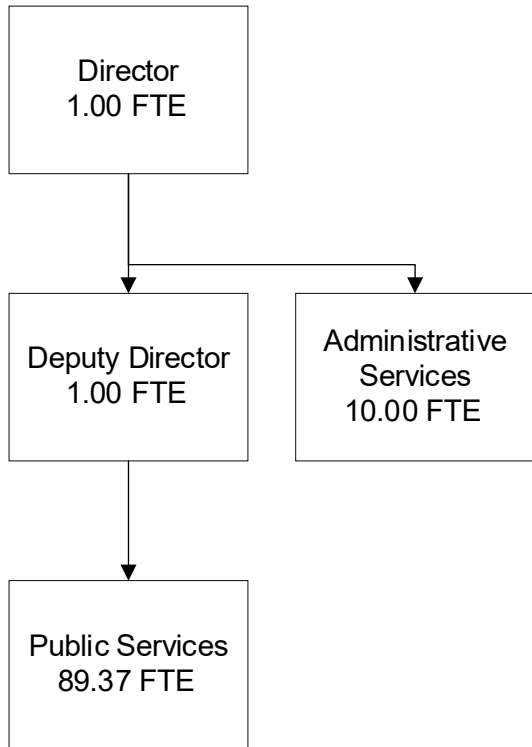 Director
1.00 FTE
Deputy Director
1.00 FTE
Administrative
Services
10.00 FTE
Public Services
89.37 FTE